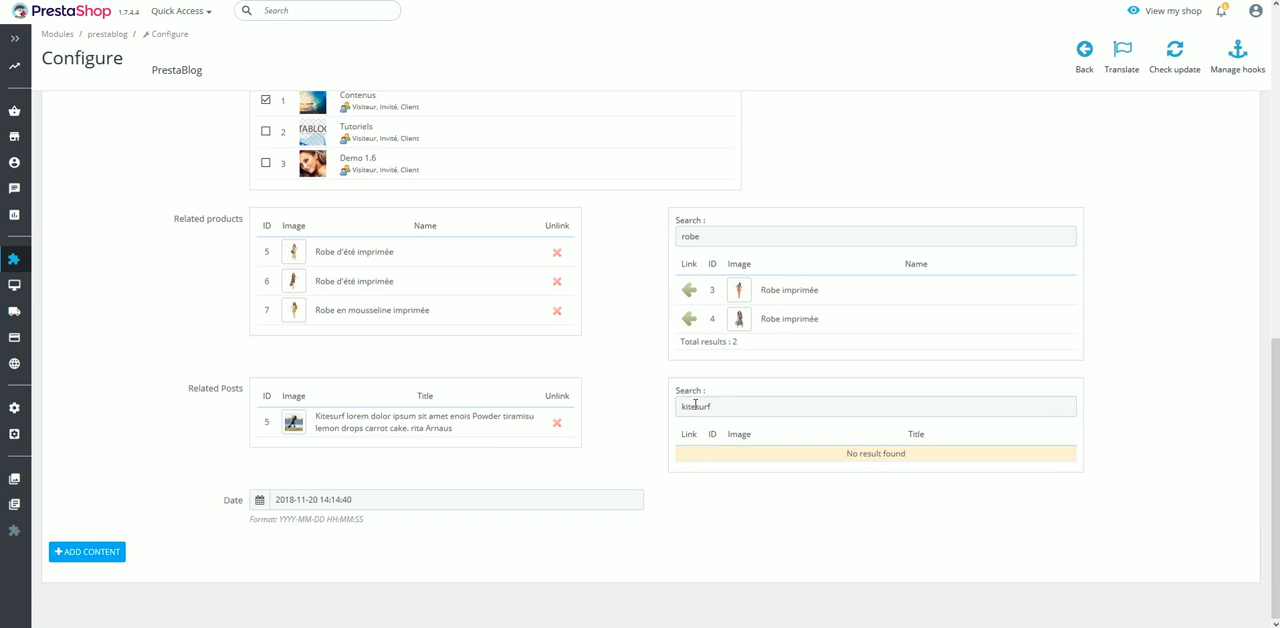 PrestaShop 1.7.4.4 Quick Access Search View my shop 6
Modules / prestablog / Configure
Configure
PrestaBlog
Back Translate Check update Manage hooks
1 Contenus
Visiteur, Invité, Client
2 TABLOG Tutoriels
Visiteur, Invité, Client
3 Demo 1.6
Visiteur, Invité, Client
Related products
ID Image Name Unlink
5 Robe d'été imprimée
6 Robe d'été imprimée
7 Robe en mousseline imprimée
Search :
robe
Link ID Image Name
3 Robe imprimée
4 Robe imprimée
Total results : 2
Related Posts
ID Image Title Unlink
5 Kitesurf lorem dolor ipsum sit amet enois Powder tiramisu
lemon drops carrot cake. rita Arnaus
Search :
kitesurf
Link ID Image Title
No result found
Date 2018-11-20 14:14:40
Format: YYYY-MM-DD HH:MM:SS
+ ADD CONTENT